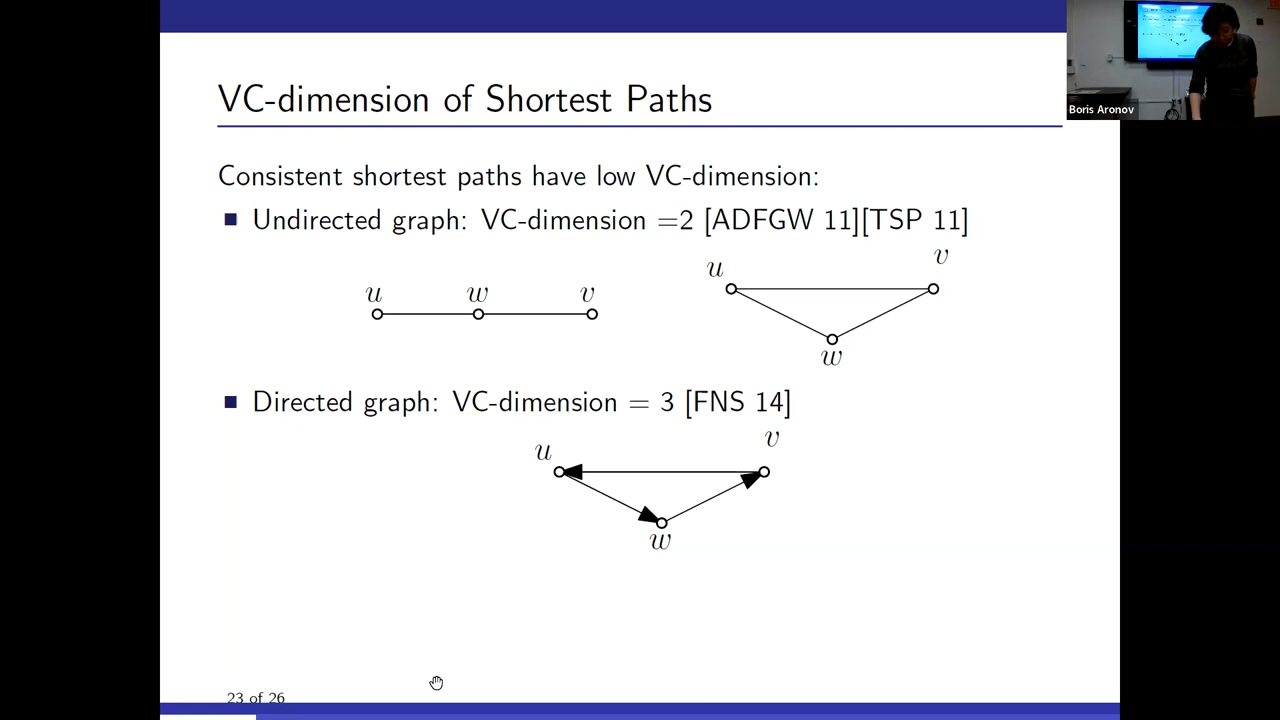 VC-dimension of Shortest Paths
Boris Aronov
Consistent shortest paths have low VC-dimension:
Undirected graph: VC-dimension =2 [ADFGW 11][TSP 11]
u w v
u v
w
Directed graph: VC-dimension = 3 [FNS 14]
u v
w
23 of 26